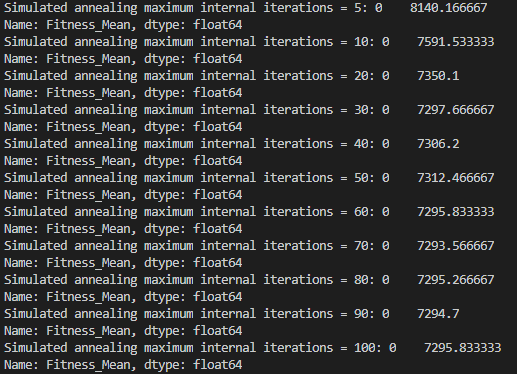 Simulated annealing maximum internal iterations = 5: 0    8140.166667
Name: Fitness_Mean, dtype: float64
Simulated annealing maximum internal iterations = 10: 0    7591.533333
Name: Fitness_Mean, dtype: float64
Simulated annealing maximum internal iterations = 20: 0    7350.1
Name: Fitness_Mean, dtype: float64
Simulated annealing maximum internal iterations = 30: 0    7297.666667
Name: Fitness_Mean, dtype: float64
Simulated annealing maximum internal iterations = 40: 0    7306.2
Name: Fitness_Mean, dtype: float64
Simulated annealing maximum internal iterations = 50: 0    7312.466667
Name: Fitness_Mean, dtype: float64
Simulated annealing maximum internal iterations = 60: 0    7295.833333
Name: Fitness_Mean, dtype: float64
Simulated annealing maximum internal iterations = 70: 0    7293.566667
Name: Fitness_Mean, dtype: float64
Simulated annealing maximum internal iterations = 80: 0    7295.266667
Name: Fitness_Mean, dtype: float64
Simulated annealing maximum internal iterations = 90: 0    7294.7
Name: Fitness_Mean, dtype: float64
Simulated annealing maximum internal iterations = 100: 0    7295.833333
Name: Fitness_Mean, dtype: float64